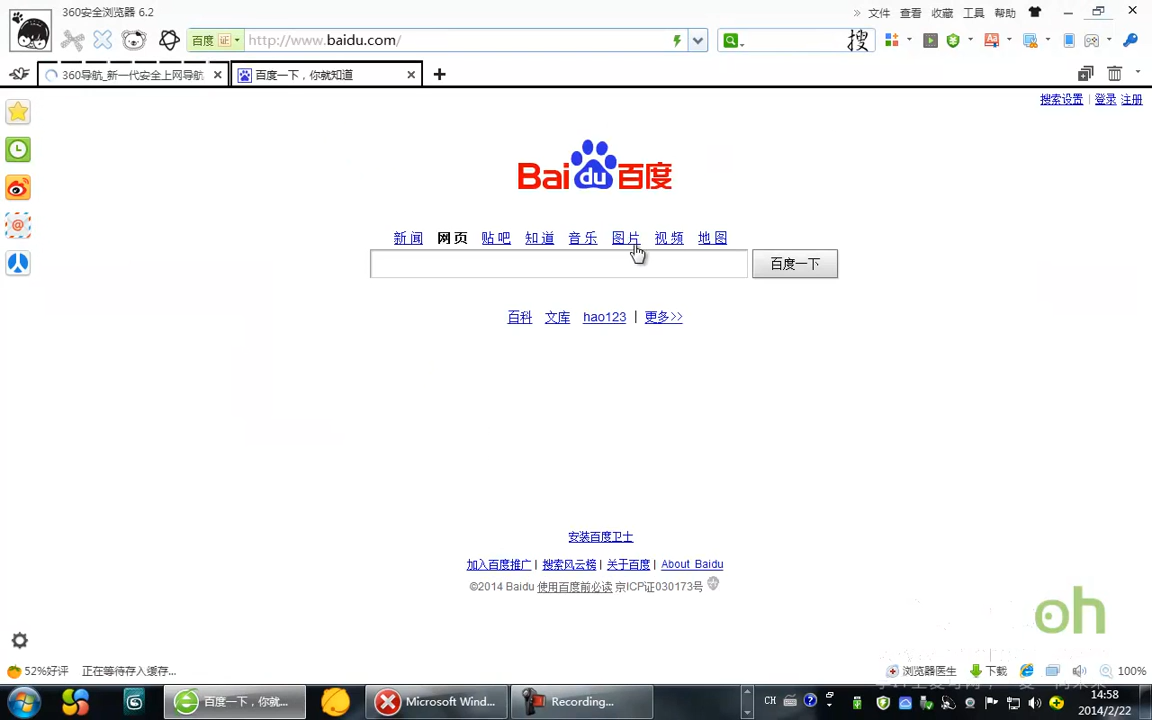 360安全浏览器 6.2
» 文件 查看 收藏 工具 帮助
百度 证 http://www.baidu.com/
搜
360导航_新一代安全上网导航
百度一下，你就知道
搜索设置 | 登录 注册
Bai du 百度
新闻 网页 贴吧 知道 音乐 图片 视频 地图
百度一下
百科 文库 hao123 | 更多>>
安装百度卫士
加入百度推广 | 搜索风云榜 | 关于百度 | About Baidu
©2014 Baidu 使用百度前必读 京ICP证030173号
oh
52%好评 正在等待存入缓存...
浏览器医生 下载 100%
百度一下，你就...
Microsoft Wind...
Recording...
CH
14:58
2014/2/22